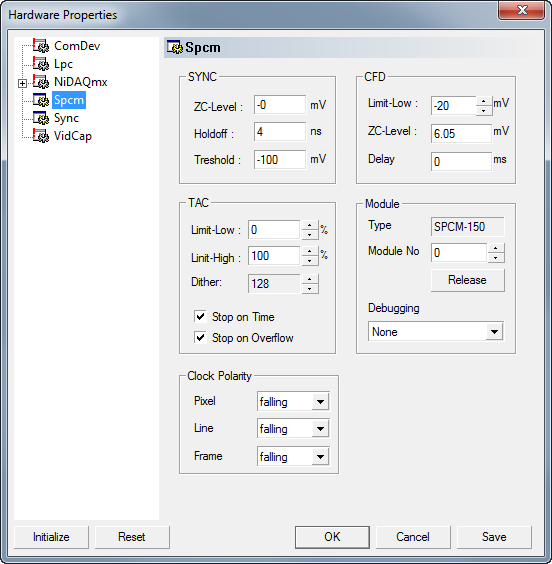 Hardware Properties
ComDev
Lpc
NiDAQmx
Spcm
Sync
VidCap
Spcm
SYNC
ZC-Level : -0 mV
Holdoff : 4 ns
Treshold : -100 mV
CFD
Limit-Low : -20 mV
ZC-Level : 6.05 mV
Delay 0 ms
TAC
Limit-Low : 0 %
Linit-High : 100 %
Dither: 128
Stop on Time
Stop on Overflow
Module
Type SPCM-150
Module No 0
Release
Debugging
None
Clock Polarity
Pixel falling
Line falling
Frame falling
Initialize Reset OK Cancel Save